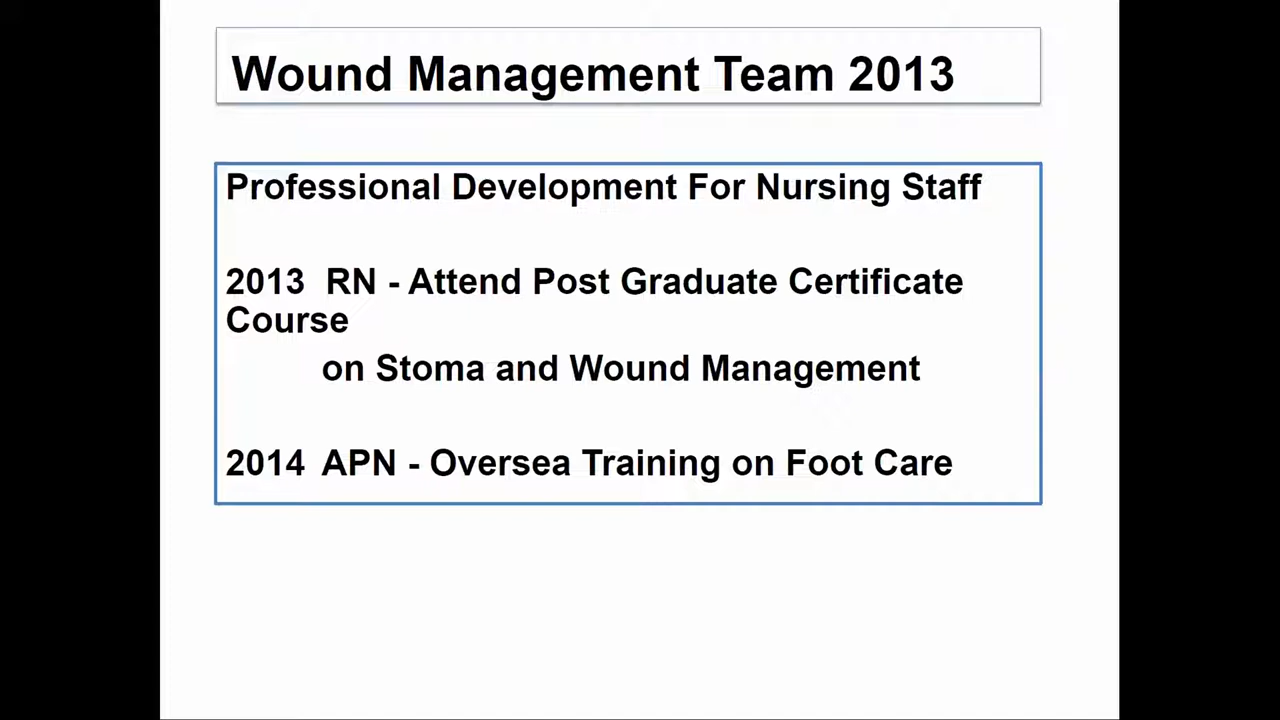 Wound Management Team 2013
Professional Development For Nursing Staff
2013 RN - Attend Post Graduate Certificate
Course
on Stoma and Wound Management
2014 APN - Oversea Training on Foot Care